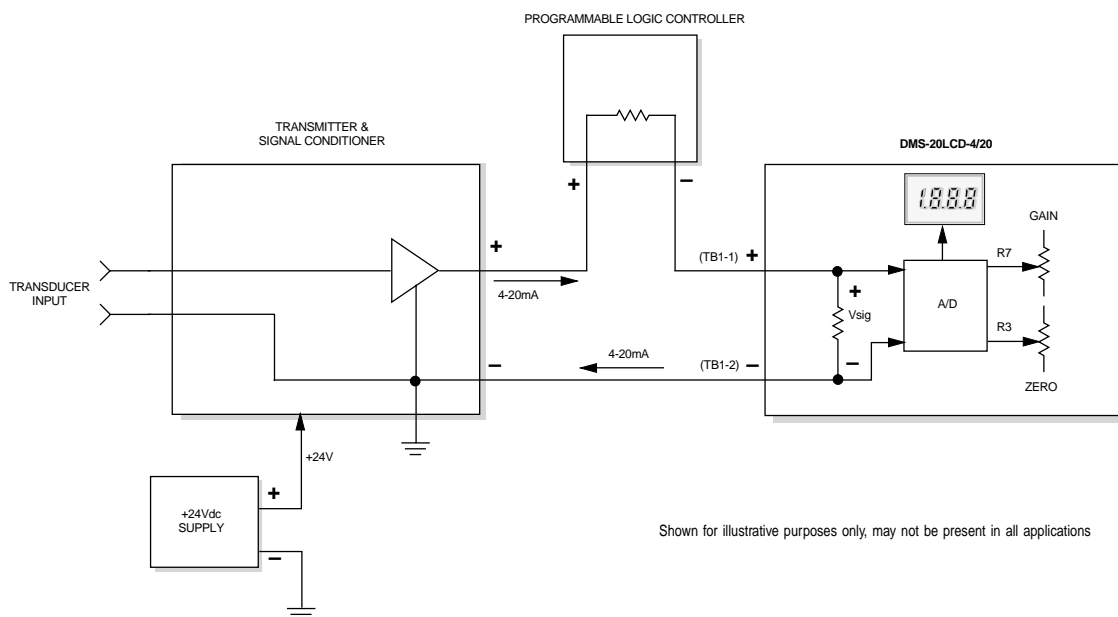 PROGRAMMABLE LOGIC CONTROLLER
TRANSMITTER &
SIGNAL CONDITIONER
DMS-20LCD-4/20
1.8.8.8
GAIN
+
−
+
(TB1-1) +
R7
TRANSDUCER
INPUT
4-20mA
+
Vsig
A/D
−
R3
4-20mA
(TB1-2) −
−
ZERO
+24V
+
+24Vdc
SUPPLY
−
Shown for illustrative purposes only, may not be present in all applications